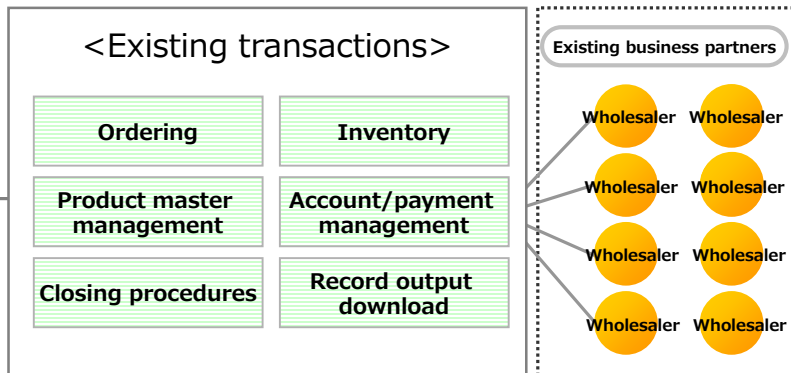 <Existing transactions>
Ordering
Inventory
Product master
management
Account/payment
management
Closing procedures
Record output
download
Existing business partners
Wholesaler
Wholesaler
Wholesaler
Wholesaler
Wholesaler
Wholesaler
Wholesaler
Wholesaler